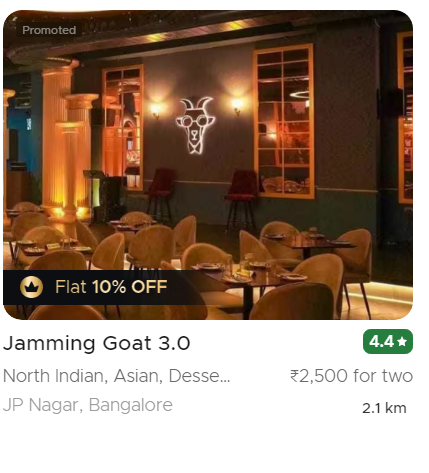 Promoted
Flat 10% OFF
Jamming Goat 3.0
4.4★
North Indian, Asian, Desse...
₹2,500 for two
JP Nagar, Bangalore
2.1 km